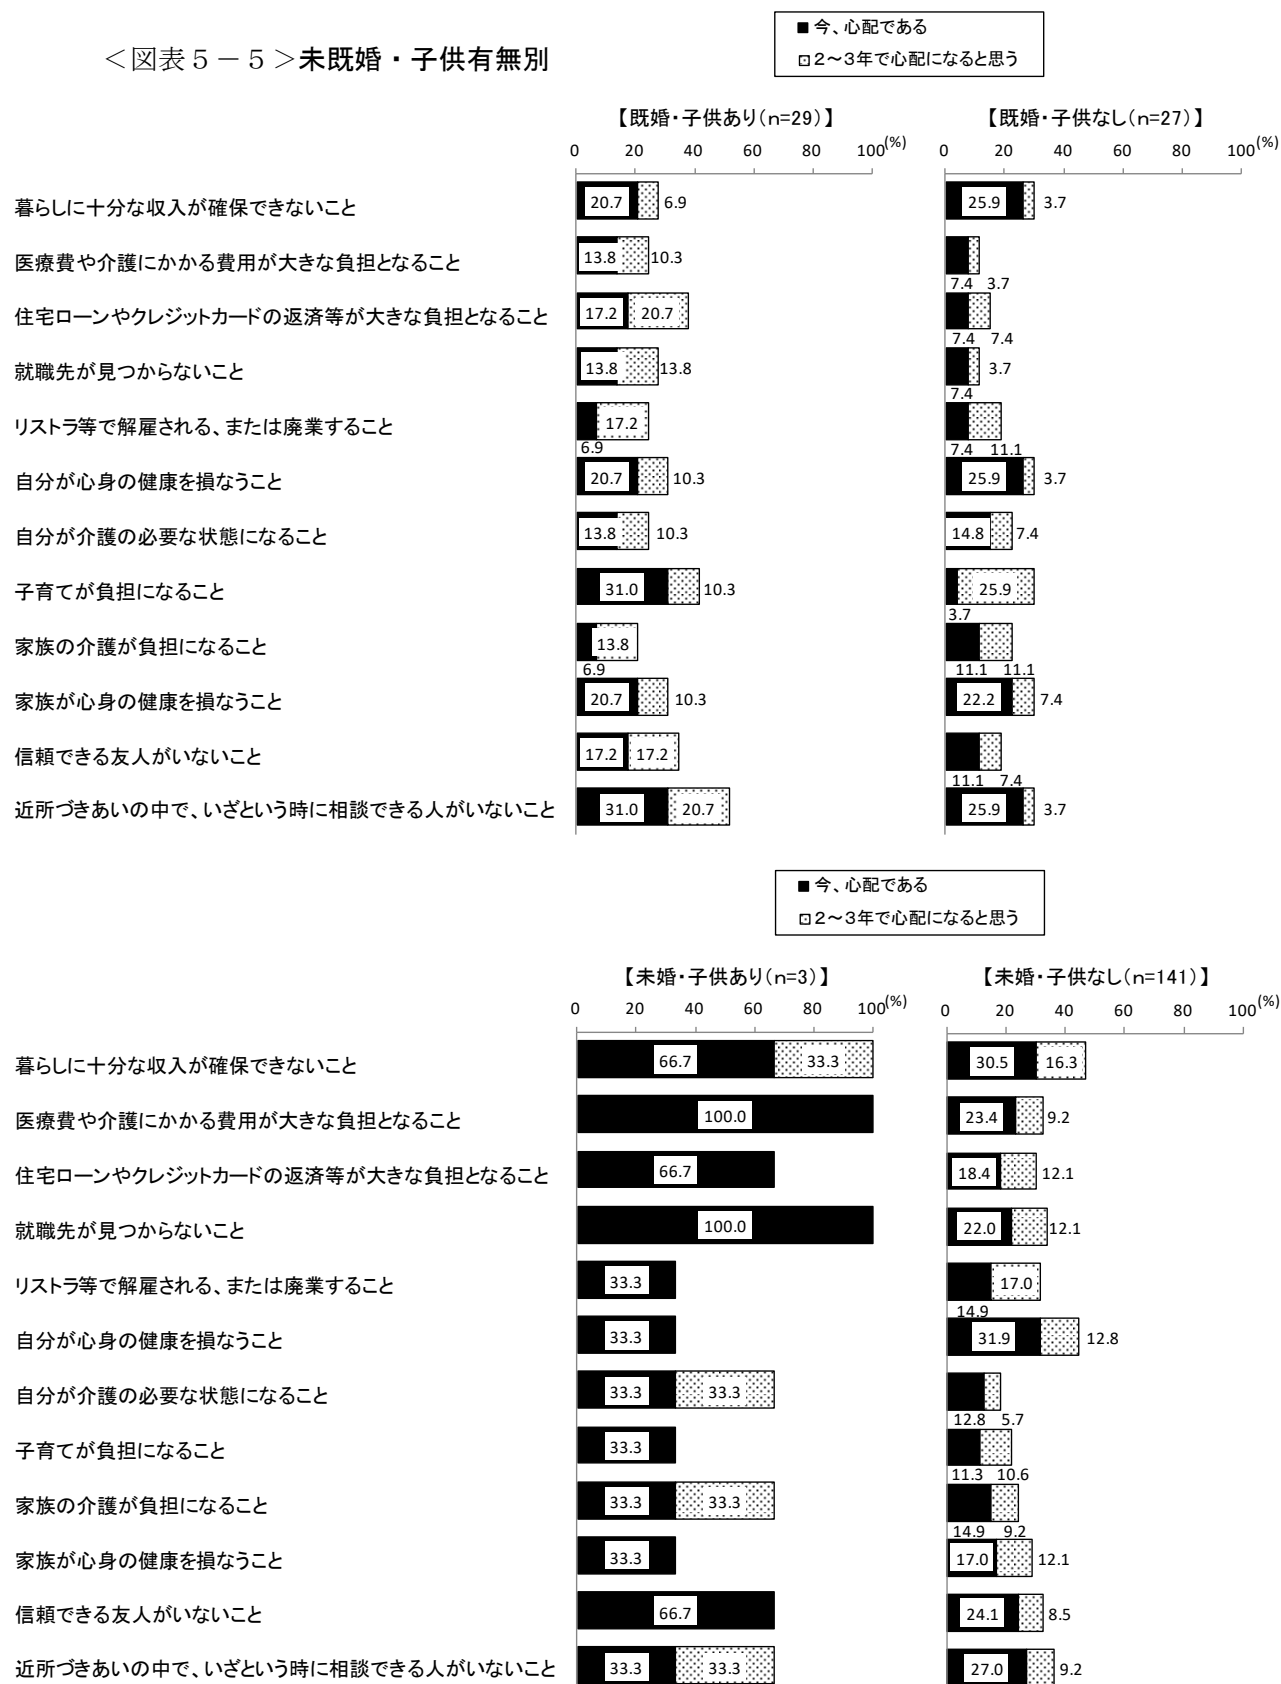 ＜図表５－５＞未既婚・子供有無別
■今、心配である
２～３年で心配になると思う
【既婚・子供あり(n=29)】
【既婚・子供なし(n=27)】
0 20 40 60 80 100(%)
0 20 40 60 80 100(%)
暮らしに十分な収入が確保できないこと 20.7 6.9 25.9 3.7
医療費や介護にかかる費用が大きな負担となること 13.8 10.3 7.4 3.7
住宅ローンやクレジットカードの返済等が大きな負担となること 17.2 20.7 7.4 7.4
就職先が見つからないこと 13.8 13.8 7.4 3.7
リストラ等で解雇される、または廃業すること 6.9 17.2 7.4 11.1
自分が心身の健康を損なうこと 20.7 10.3 25.9 3.7
自分が介護の必要な状態になること 13.8 10.3 14.8 7.4
子育てが負担になること 31.0 10.3 3.7 25.9
家族の介護が負担になること 6.9 13.8 11.1 11.1
家族が心身の健康を損なうこと 20.7 10.3 22.2 7.4
信頼できる友人がいないこと 17.2 17.2 11.1 7.4
近所づきあいの中で、いざという時に相談できる人がいないこと 31.0 20.7 25.9 3.7
■今、心配である
２～３年で心配になると思う
【未婚・子供あり(n=3)】
【未婚・子供なし(n=141)】
0 20 40 60 80 100(%)
0 20 40 60 80 100(%)
暮らしに十分な収入が確保できないこと 66.7 33.3 30.5 16.3
医療費や介護にかかる費用が大きな負担となること 100.0 23.4 9.2
住宅ローンやクレジットカードの返済等が大きな負担となること 66.7 18.4 12.1
就職先が見つからないこと 100.0 22.0 12.1
リストラ等で解雇される、または廃業すること 33.3 14.9 17.0
自分が心身の健康を損なうこと 33.3 31.9 12.8
自分が介護の必要な状態になること 33.3 33.3 12.8 5.7
子育てが負担になること 33.3 11.3 10.6
家族の介護が負担になること 33.3 33.3 14.9 9.2
家族が心身の健康を損なうこと 33.3 17.0 12.1
信頼できる友人がいないこと 66.7 24.1 8.5
近所づきあいの中で、いざという時に相談できる人がいないこと 33.3 33.3 27.0 9.2